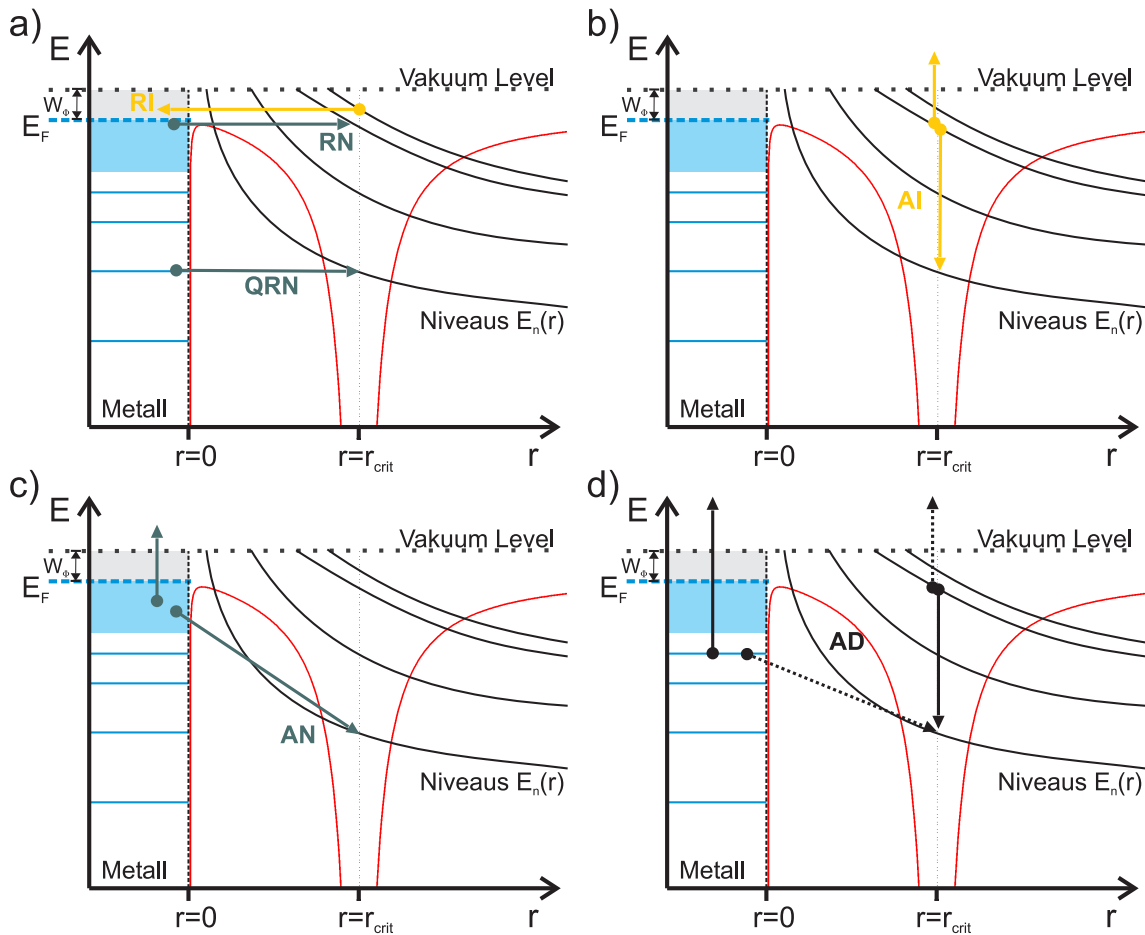 a)
E
Vakuum Level
W_Φ
RI
E_F
RN
QRN
Niveaus E_n(r)
Metall
r=0
r=r_crit
r
b)
E
Vakuum Level
W_Φ
E_F
AI
Niveaus E_n(r)
Metall
r=0
r=r_crit
r
c)
E
Vakuum Level
W_Φ
E_F
AN
Niveaus E_n(r)
Metall
r=0
r=r_crit
r
d)
E
Vakuum Level
W_Φ
E_F
AD
Niveaus E_n(r)
Metall
r=0
r=r_crit
r